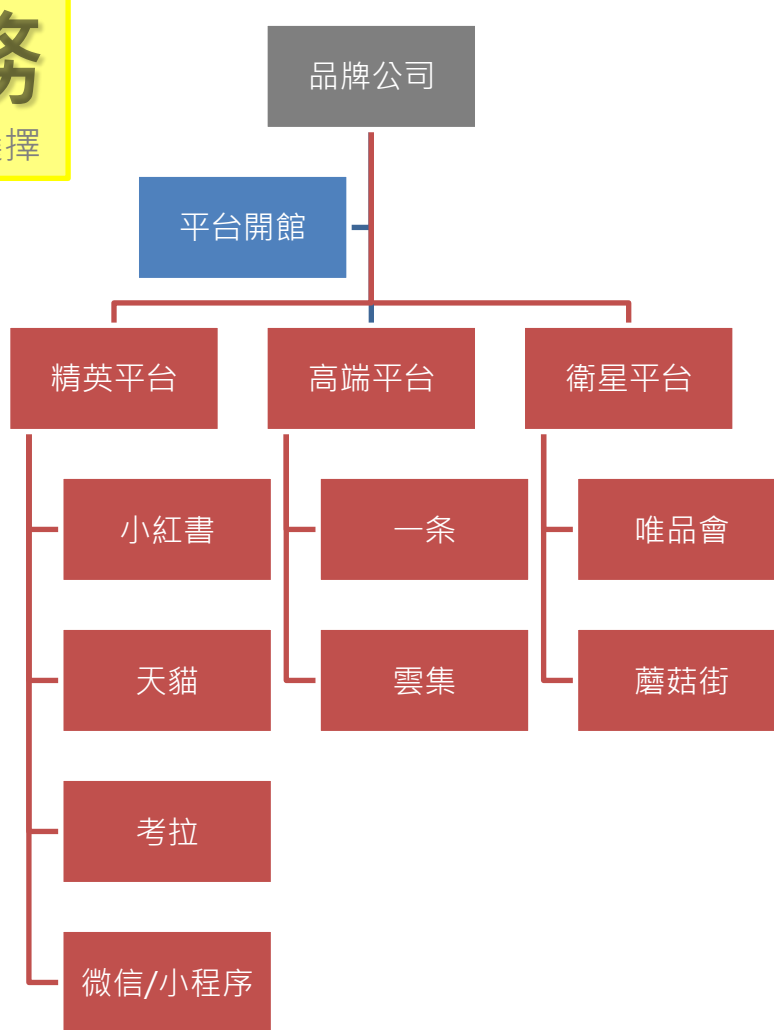 務
擇
品牌公司
平台開館
精英平台
高端平台
衛星平台
小紅書
一条
唯品會
天貓
雲集
蘑菇街
考拉
微信/小程序